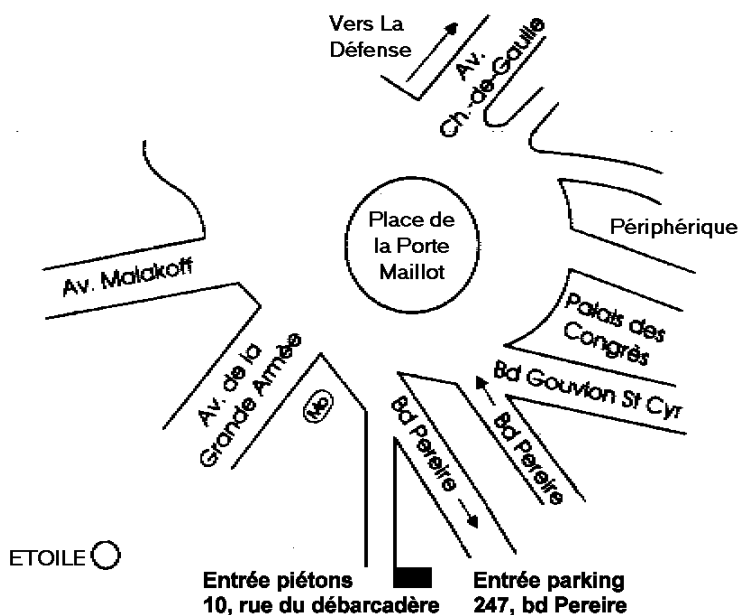 Vers La
Défense
Av.
Ch.-de-Gaulle
Place de
la Porte
Maillot
Périphérique
Av. Malakoff
Palais des
Congrès
Bd Gouvion St Cyr
Av. de la
Grande Armée
Mo
Bd Pereire
Bd Pereire
ETOILE
Entrée piétons
10, rue du débarcadère
Entrée parking
247, bd Pereire